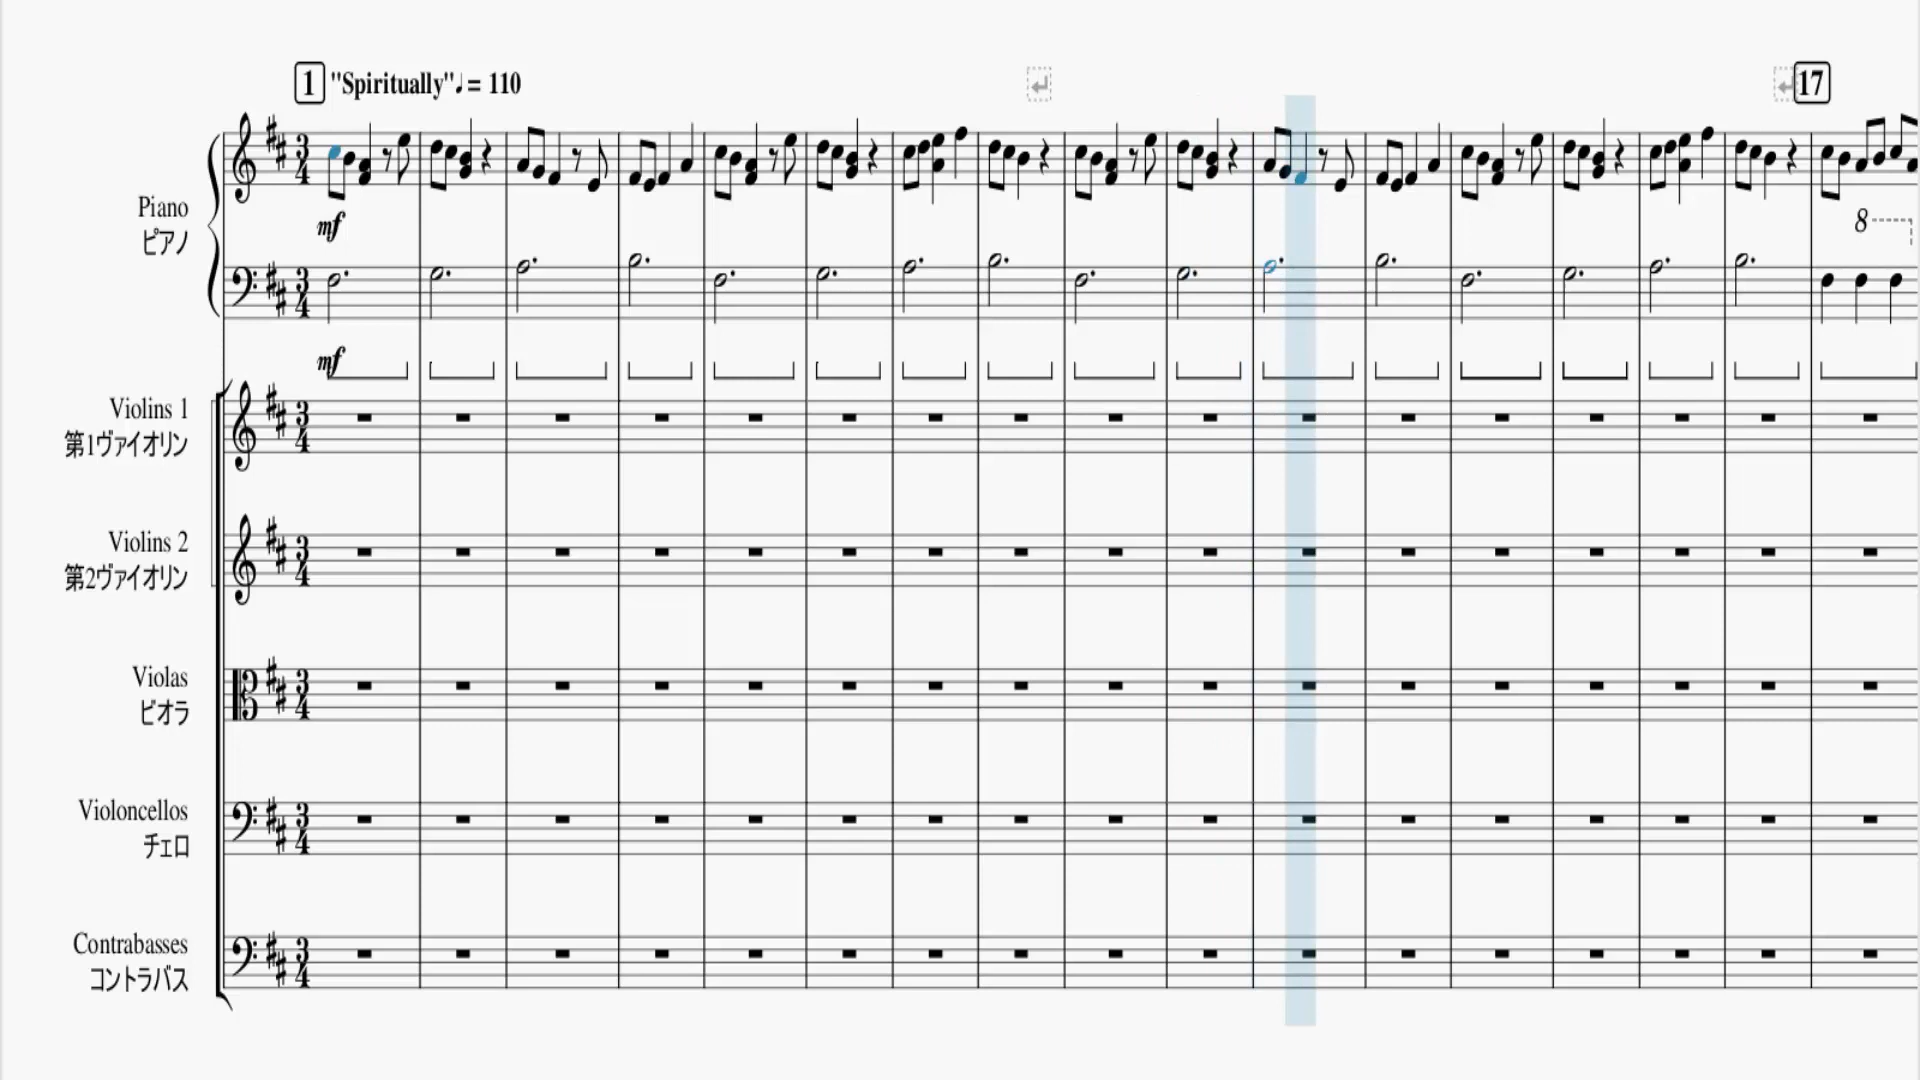 1 "Spiritually" ♩= 110
17
Piano
ピアノ
mf
8
mf
Violins 1
第1ヴァイオリン
Violins 2
第2ヴァイオリン
Violas
ビオラ
Violoncellos
チェロ
Contrabasses
コントラバス